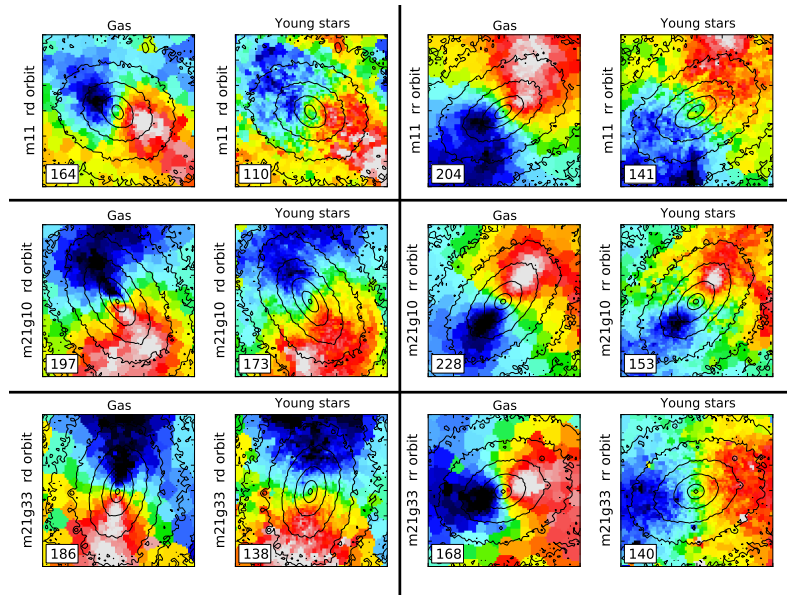 Gas
Young stars
Gas
Young stars
m11 rd orbit
164
m11 rd orbit
110
m11 rr orbit
204
m11 rr orbit
141
Gas
Young stars
Gas
Young stars
m21g10 rd orbit
197
m21g10 rd orbit
173
m21g10 rr orbit
228
m21g10 rr orbit
153
Gas
Young stars
Gas
Young stars
m21g33 rd orbit
186
m21g33 rd orbit
138
m21g33 rr orbit
168
m21g33 rr orbit
140